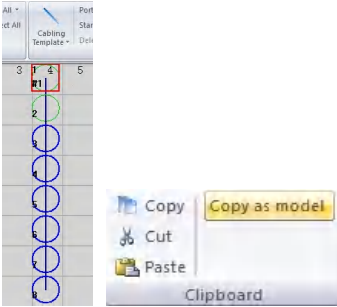 All
Port
ct All
Cabling
Star
Template
Dele
3 4 5
1
#1
2
3
4
5
6
7
8
Copy
Copy as model
Cut
Paste
Clipboard